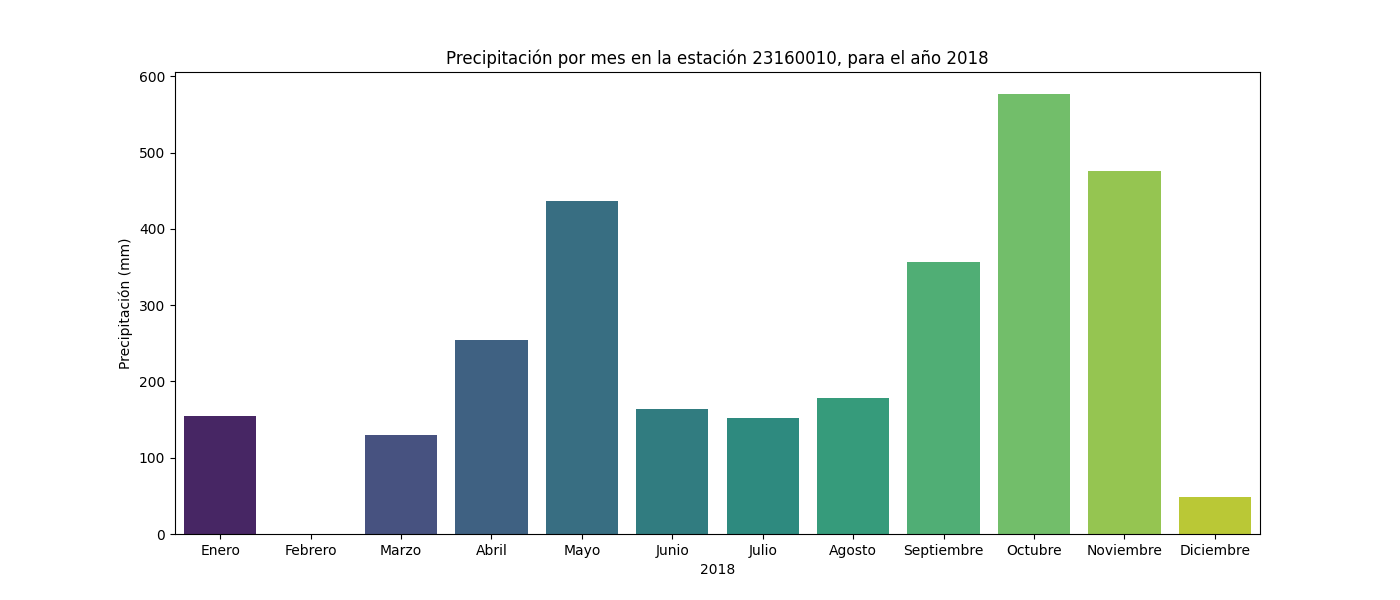 Precipitación por mes en la estación 23160010, para el año 2018
600
500
400
300
200
100
0
Precipitación (mm)
Enero Febrero Marzo Abril Mayo Junio Julio Agosto Septiembre Octubre Noviembre Diciembre
2018